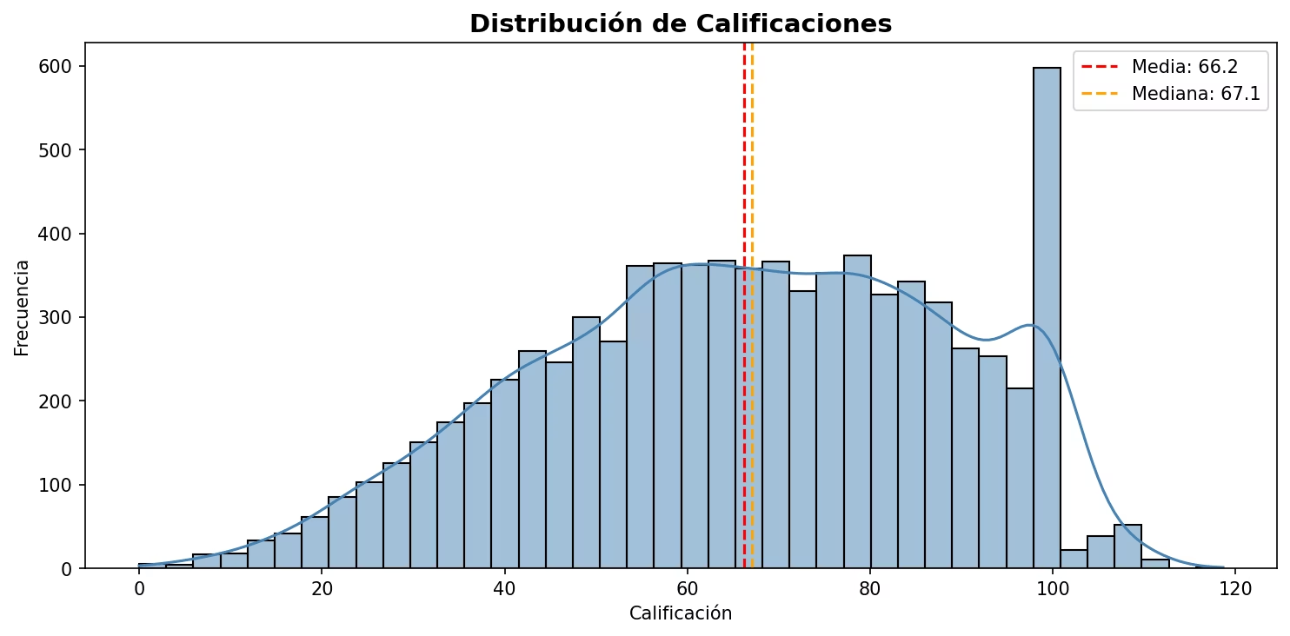 Distribución de Calificaciones
Media: 66.2
Mediana: 67.1
Frecuencia
600
500
400
300
200
100
0
0 20 40 60 80 100 120
Calificación